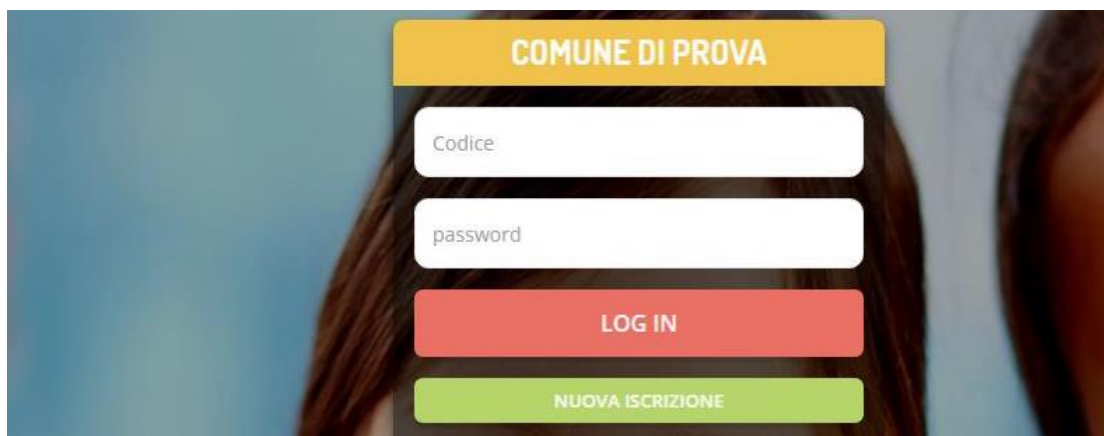 COMUNE DI PROVA
Codice
password
LOG IN
NUOVA ISCRIZIONE